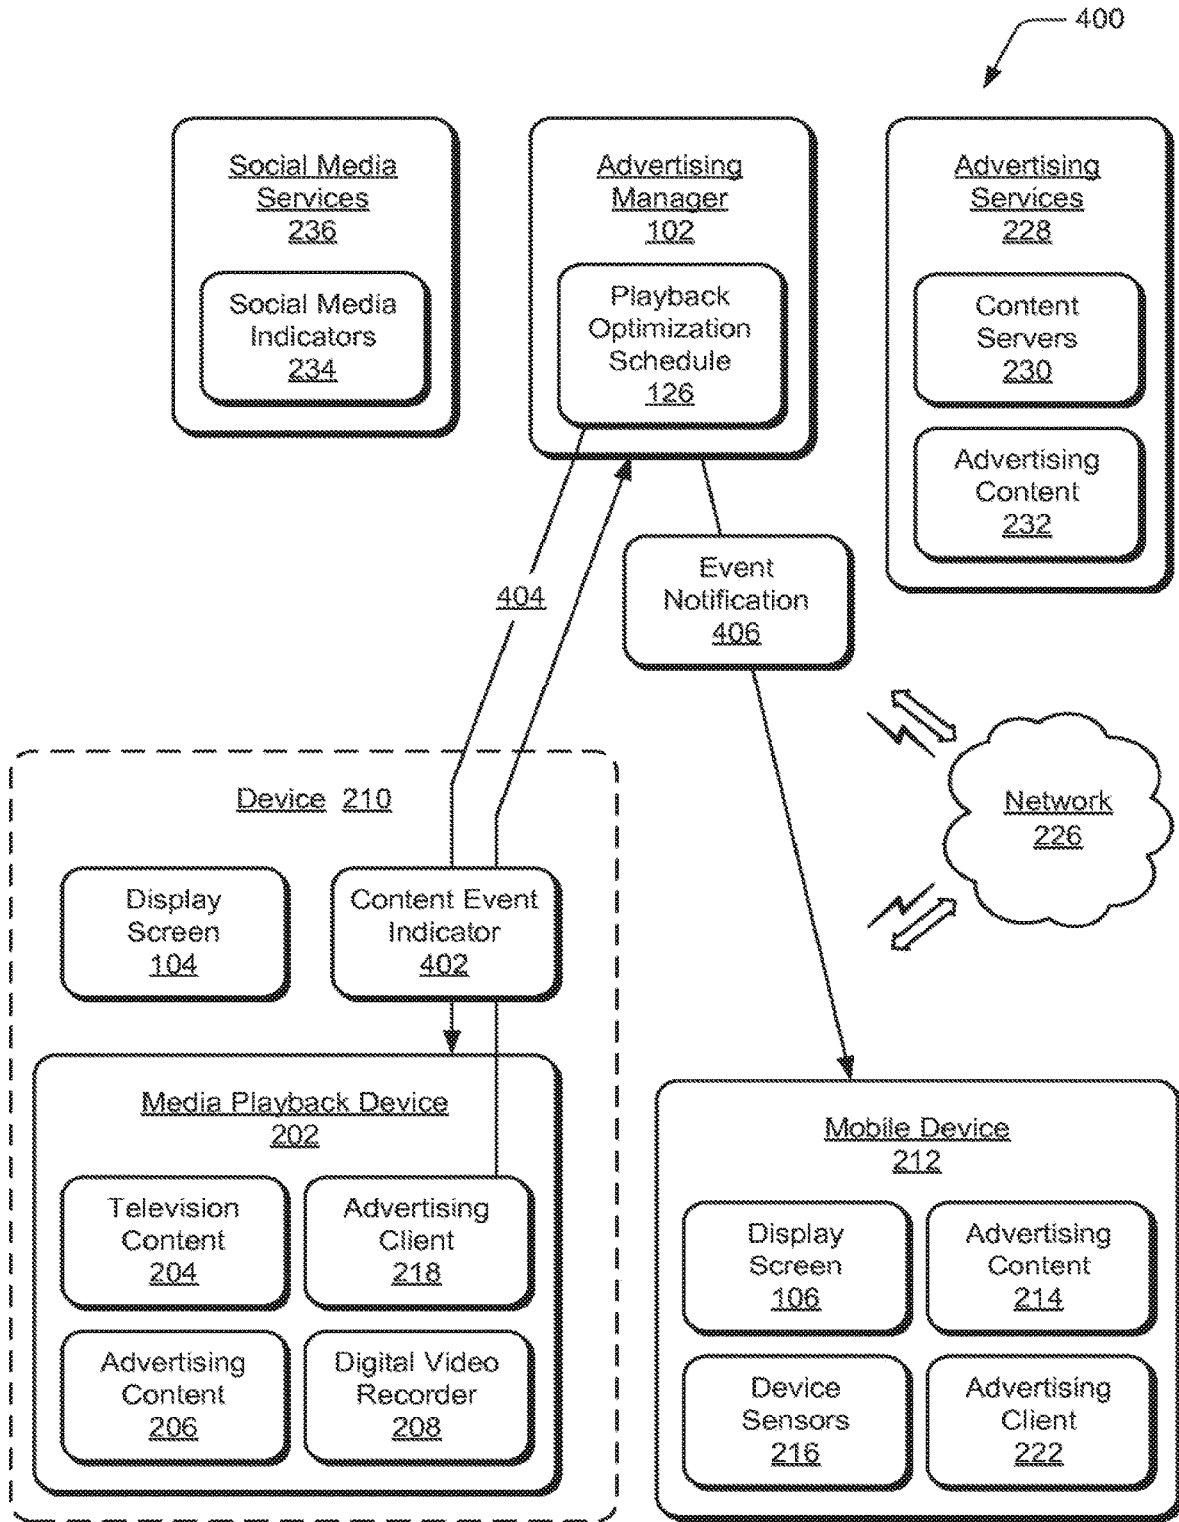 400
Social Media
Services
236
Social Media
Indicators
234
Advertising
Manager
102
Playback
Optimization
Schedule
126
Advertising
Services
228
Content
Servers
230
Advertising
Content
232
404
Event
Notification
406
Network
226
Device 210
Display
Screen
104
Content Event
Indicator
402
Media Playback Device
202
Television
Content
204
Advertising
Client
218
Advertising
Content
206
Digital Video
Recorder
208
Mobile Device
212
Display
Screen
106
Advertising
Content
214
Device
Sensors
216
Advertising
Client
222